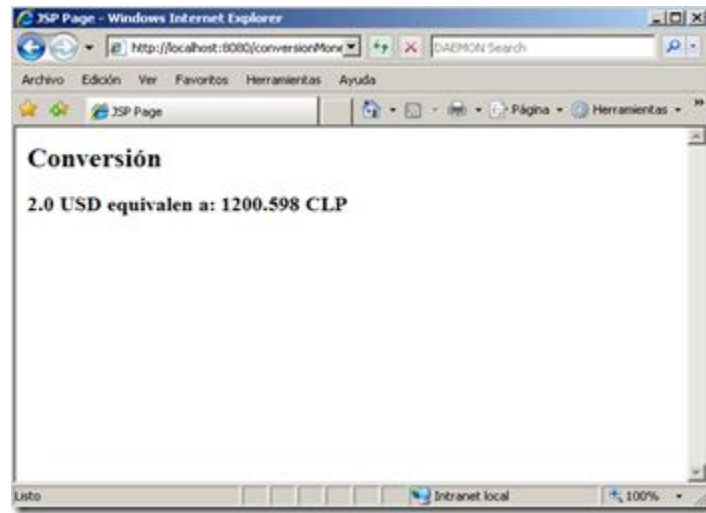 JSP Page - Windows Internet Explorer
http://localhost:8080/conversionMone
DAEMON Search
Archivo Edición Ver Favoritos Herramientas Ayuda
JSP Page
Página
Herramientas
Conversión
2.0 USD equivalen a: 1200.598 CLP
Listo
Intranet local
100%